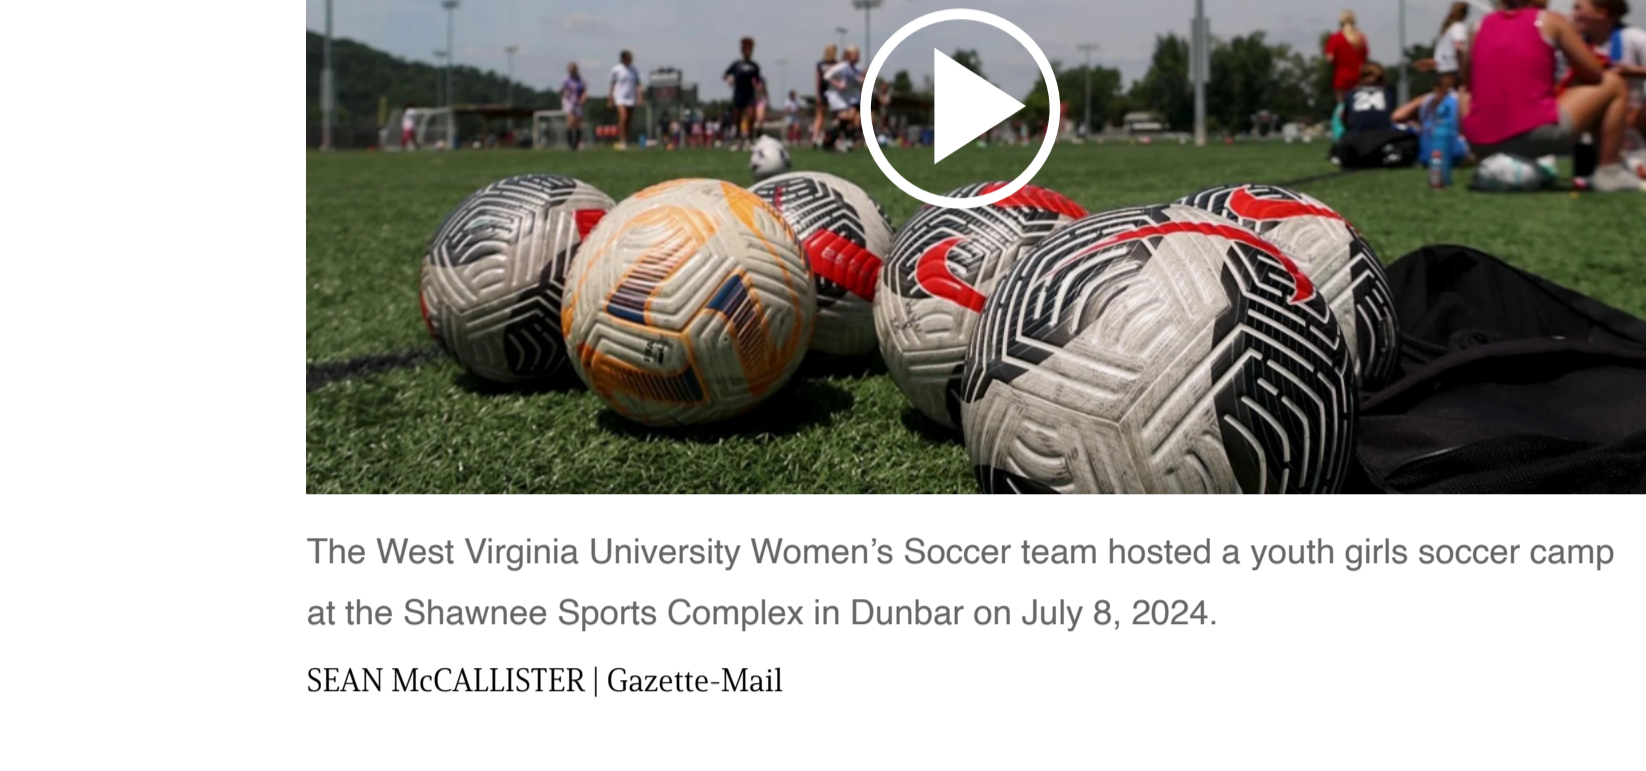 The West Virginia University Women’s Soccer team hosted a youth girls soccer camp
at the Shawnee Sports Complex in Dunbar on July 8, 2024.
SEAN McCALLISTER | Gazette-Mail